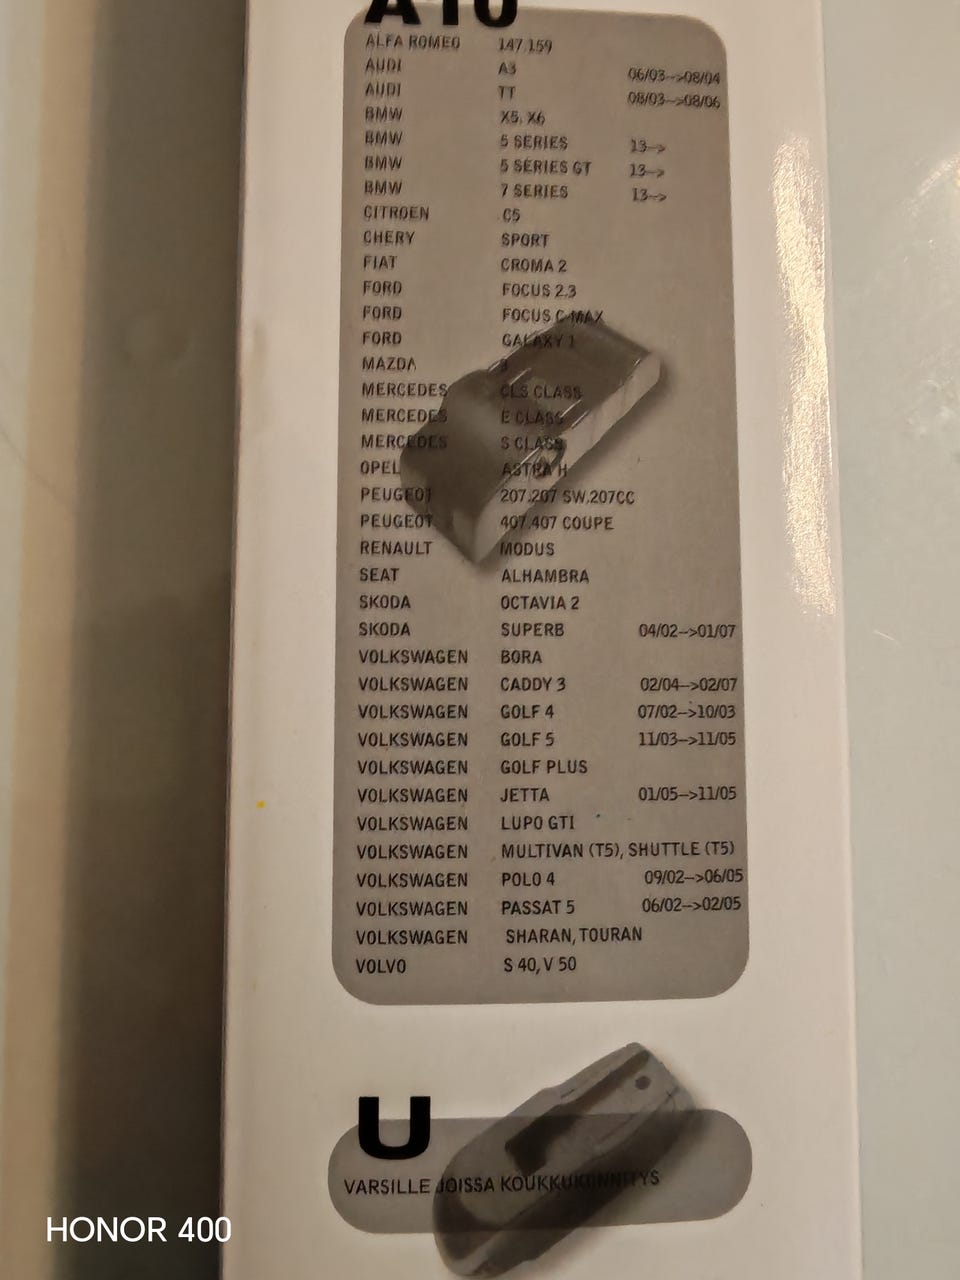 A10
ALFA ROMEO 147.159
AUDI A3 06/03-->08/04
AUDI TT 08/03-->08/06
BMW X5, X6
BMW 5 SERIES 13-->
BMW 5 SERIES GT 13-->
BMW 7 SERIES 13-->
CITROEN C5
CHERY SPORT
FIAT CROMA 2
FORD FOCUS 2.3
FORD FOCUS C-MAX
FORD GALAXY 1
MAZDA 3
MERCEDES CLS CLASS
MERCEDES E CLASS
MERCEDES S CLASS
OPEL ASTRA H
PEUGEOT 207.207 SW.207CC
PEUGEOT 407.407 COUPE
RENAULT MODUS
SEAT ALHAMBRA
SKODA OCTAVIA 2
SKODA SUPERB 04/02-->01/07
VOLKSWAGEN BORA
VOLKSWAGEN CADDY 3 02/04-->02/07
VOLKSWAGEN GOLF 4 07/02-->10/03
VOLKSWAGEN GOLF 5 11/03-->11/05
VOLKSWAGEN GOLF PLUS
VOLKSWAGEN JETTA 01/05-->11/05
VOLKSWAGEN LUPO GTI
VOLKSWAGEN MULTIVAN (T5), SHUTTLE (T5)
VOLKSWAGEN POLO 4 09/02-->06/05
VOLKSWAGEN PASSAT 5 06/02-->02/05
VOLKSWAGEN SHARAN, TOURAN
VOLVO S 40, V 50
U
VARSILLE JOISSA KOUKKUKIINNITYS
HONOR 400